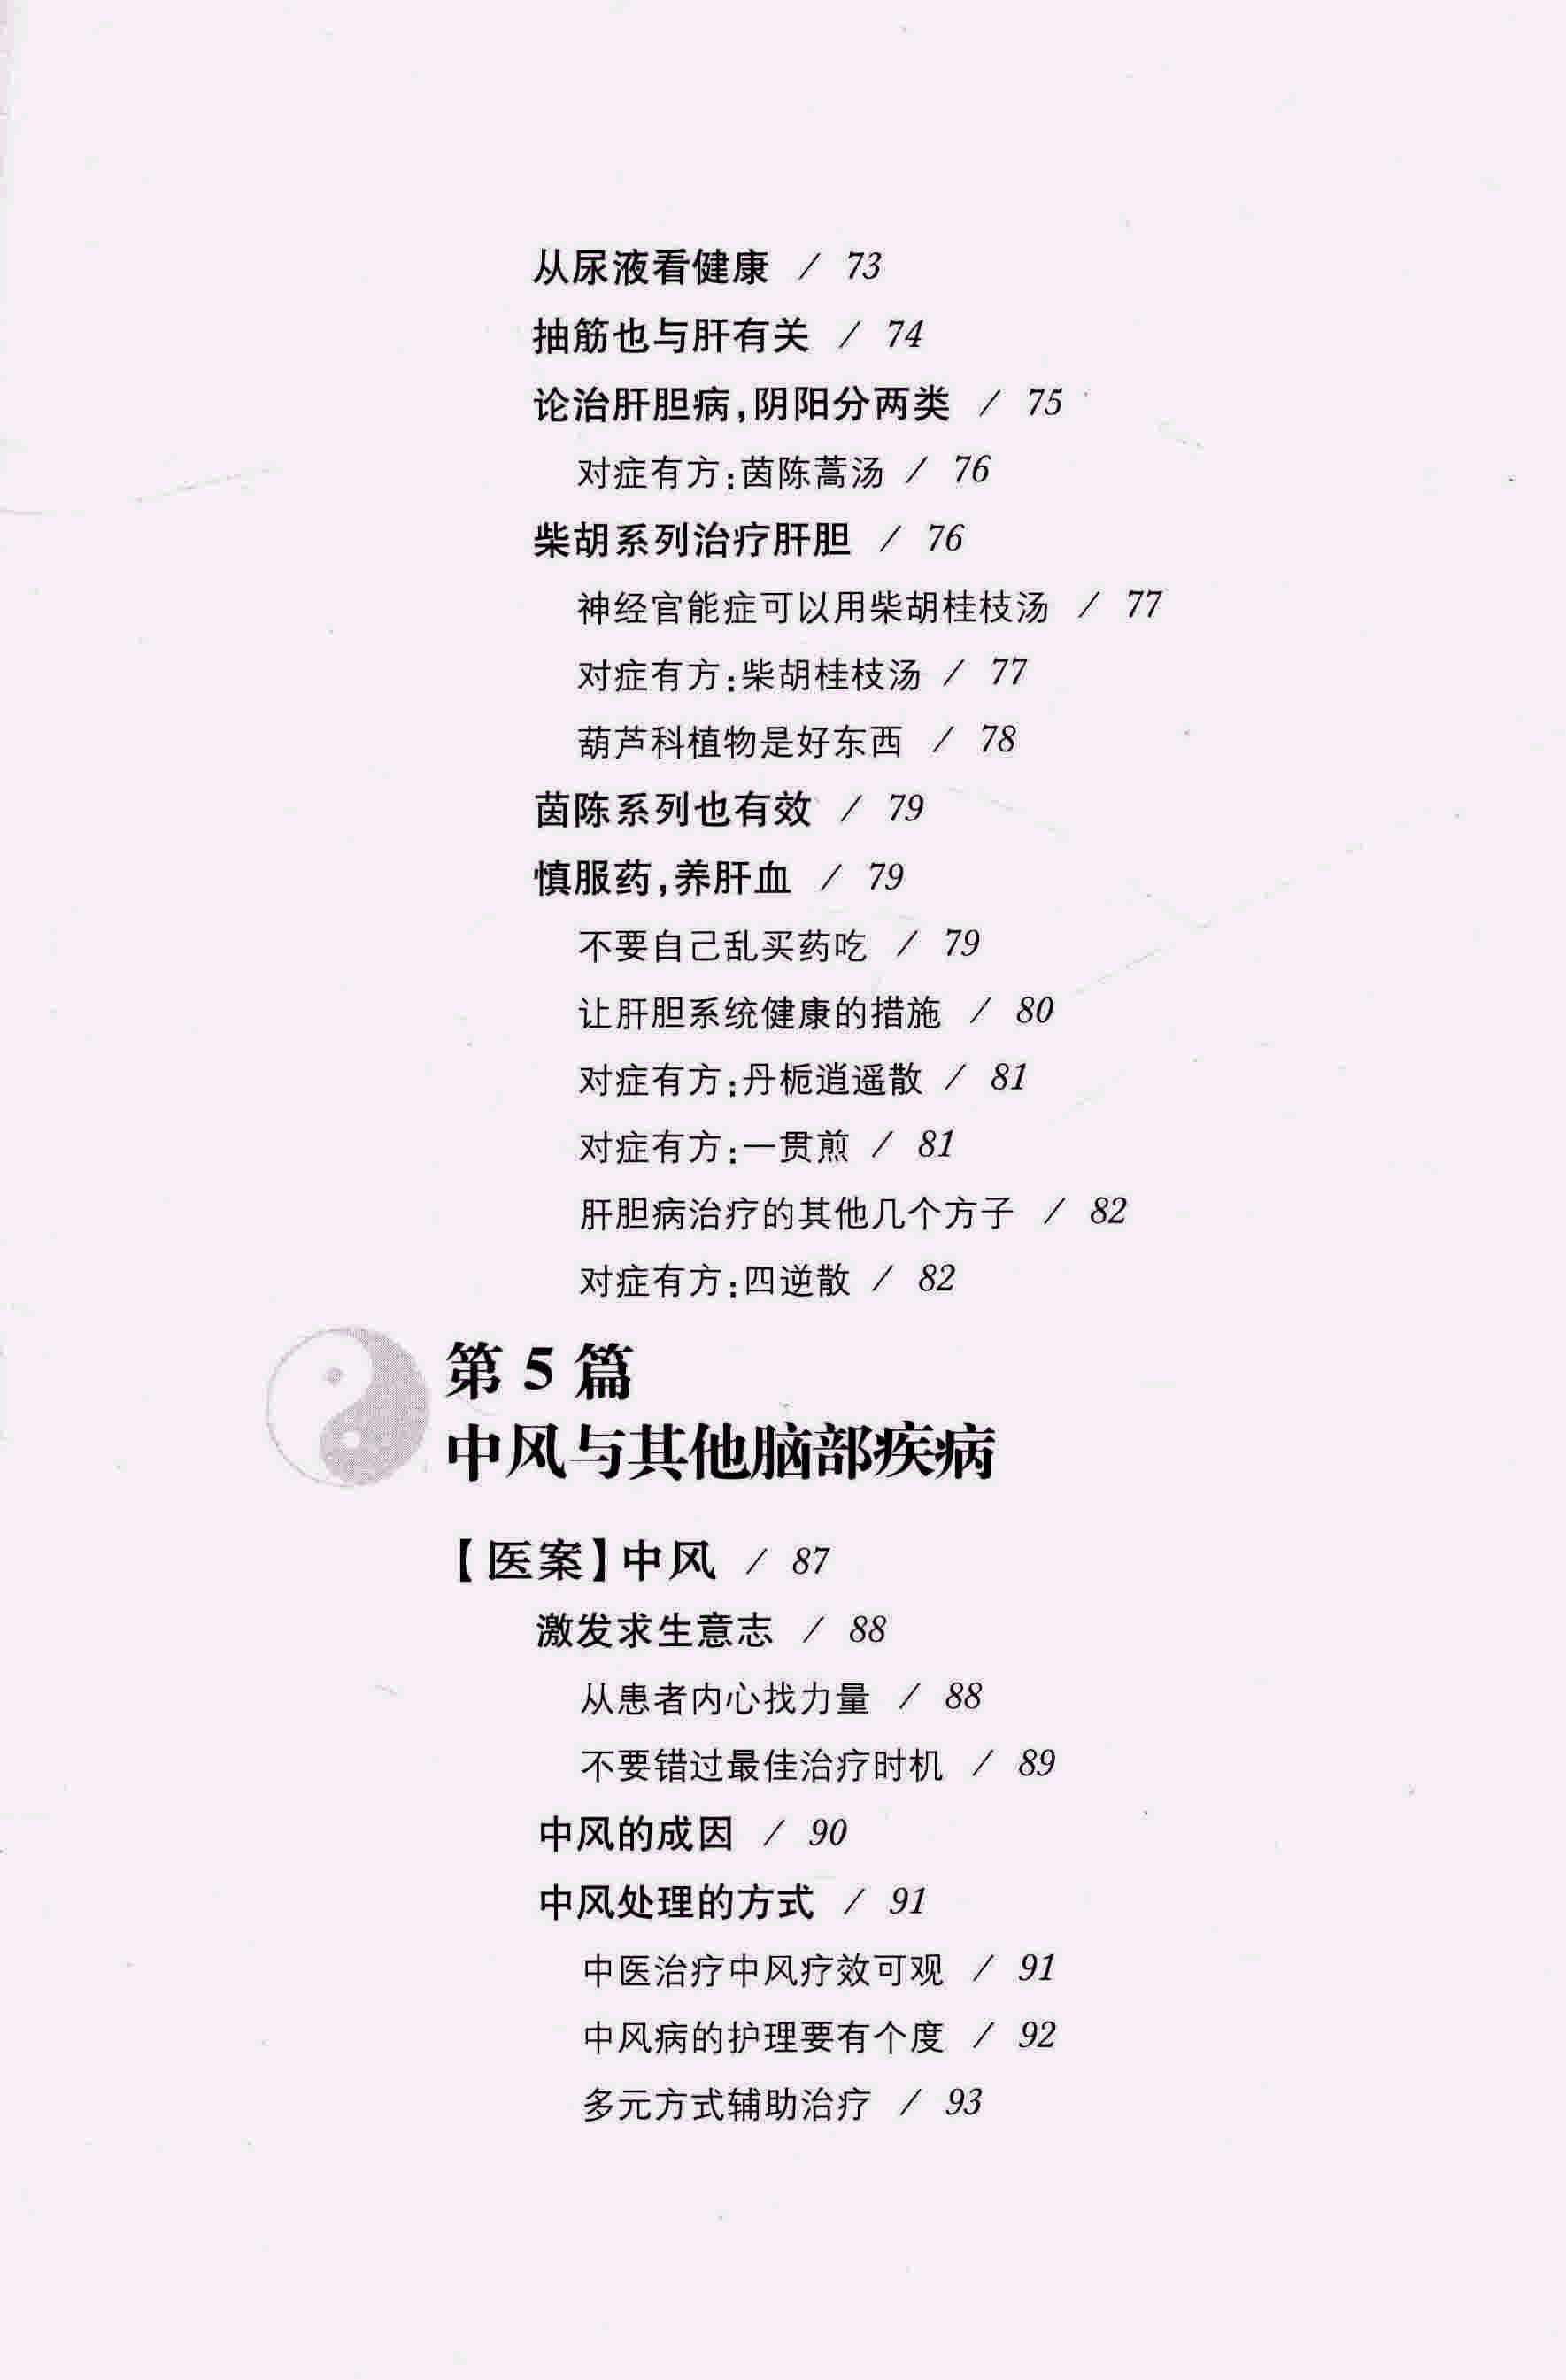 从尿液看健康 / 73
抽筋也与肝有关 / 74
论治肝胆病,阴阳分两类 / 75
对症有方:茵陈蒿汤 / 76
柴胡系列治疗肝胆 / 76
神经官能症可以用柴胡桂枝汤 / 77
对症有方:柴胡桂枝汤 / 77
葫芦科植物是好东西 / 78
茵陈系列也有效 / 79
慎服药,养肝血 / 79
不要自己乱买药吃 / 79
让肝胆系统健康的措施 / 80
对症有方:丹栀逍遥散 / 81
对症有方:一贯煎 / 81
肝胆病治疗的其他几个方子 / 82
对症有方:四逆散 / 82
第 5 篇
中风与其他脑部疾病
【医案】中风 / 87
激发求生意志 / 88
从患者内心找力量 / 88
不要错过最佳治疗时机 / 89
中风的成因 / 90
中风处理的方式 / 91
中医治疗中风疗效可观 / 91
中风病的护理要有个度 / 92
多元方式辅助治疗 / 93